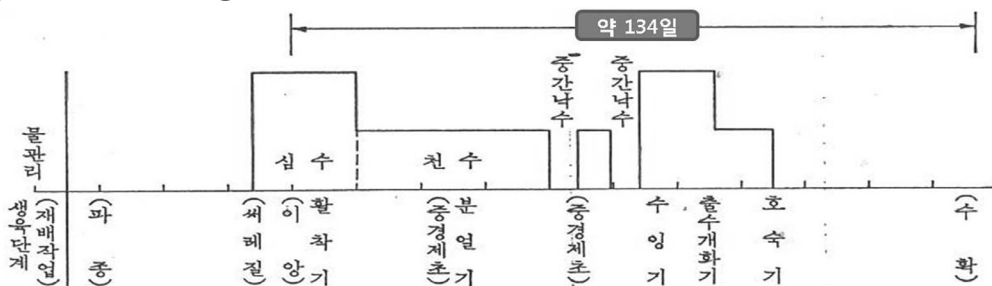 약 134일
중간낙수
중간낙수
물관리
심 수
천 수
생육단계
(재배작업)
(파 종)
(써레질)
(이 앙)
활착기
(중경제초)
분얼기
(중경제초)
수 잉 기
출수개화기
호 숙 기
(수 확)